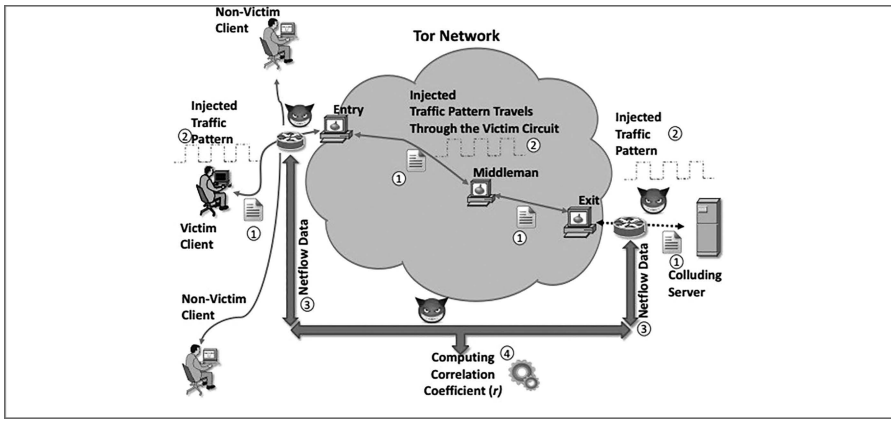 Non-Victim
Client
Tor Network
Injected
Traffic
Pattern
②
Entry
Injected
Traffic Pattern Travels
Through the Victim Circuit
②
Injected
Traffic
Pattern
②
①
Middleman
Victim
Client
①
①
Exit
①
Colluding
Server
Netflow Data
③
Netflow Data
③
Non-Victim
Client
Computing
Correlation
Coefficient (r)
④